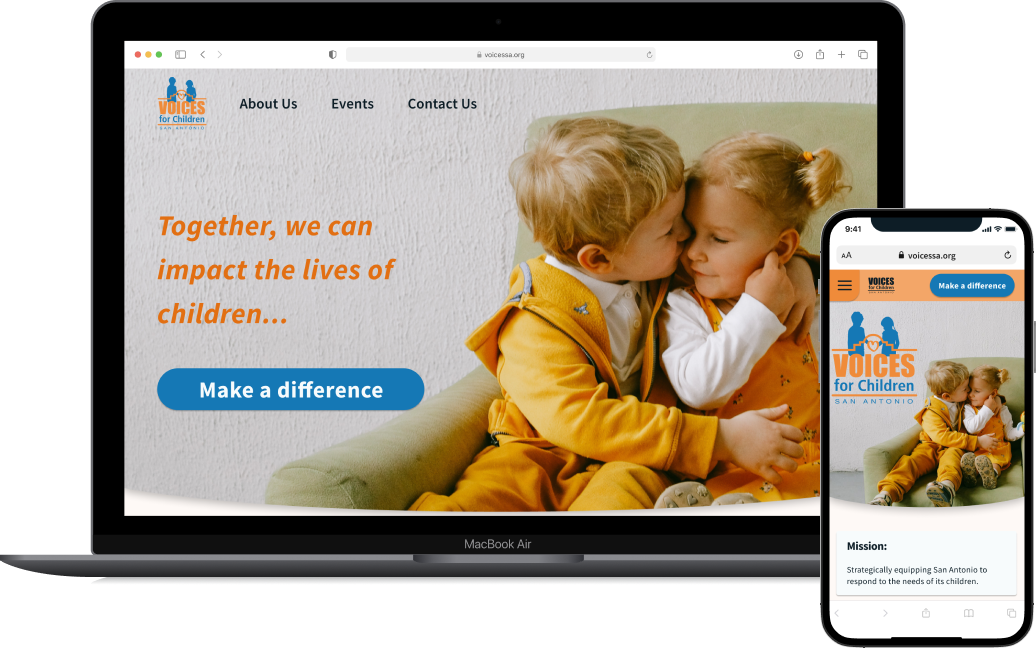 voicessa.org
VOICES
for Children
SAN ANTONIO
About Us
Events
Contact Us
Together, we can
impact the lives of
children...
Make a difference
MacBook Air
9:41
AA
voicessa.org
VOICES
for Children
SAN ANTONIO
Make a difference
VOICES
for Children
SAN ANTONIO
Mission:
Strategically equipping San Antonio to
respond to the needs of its children.